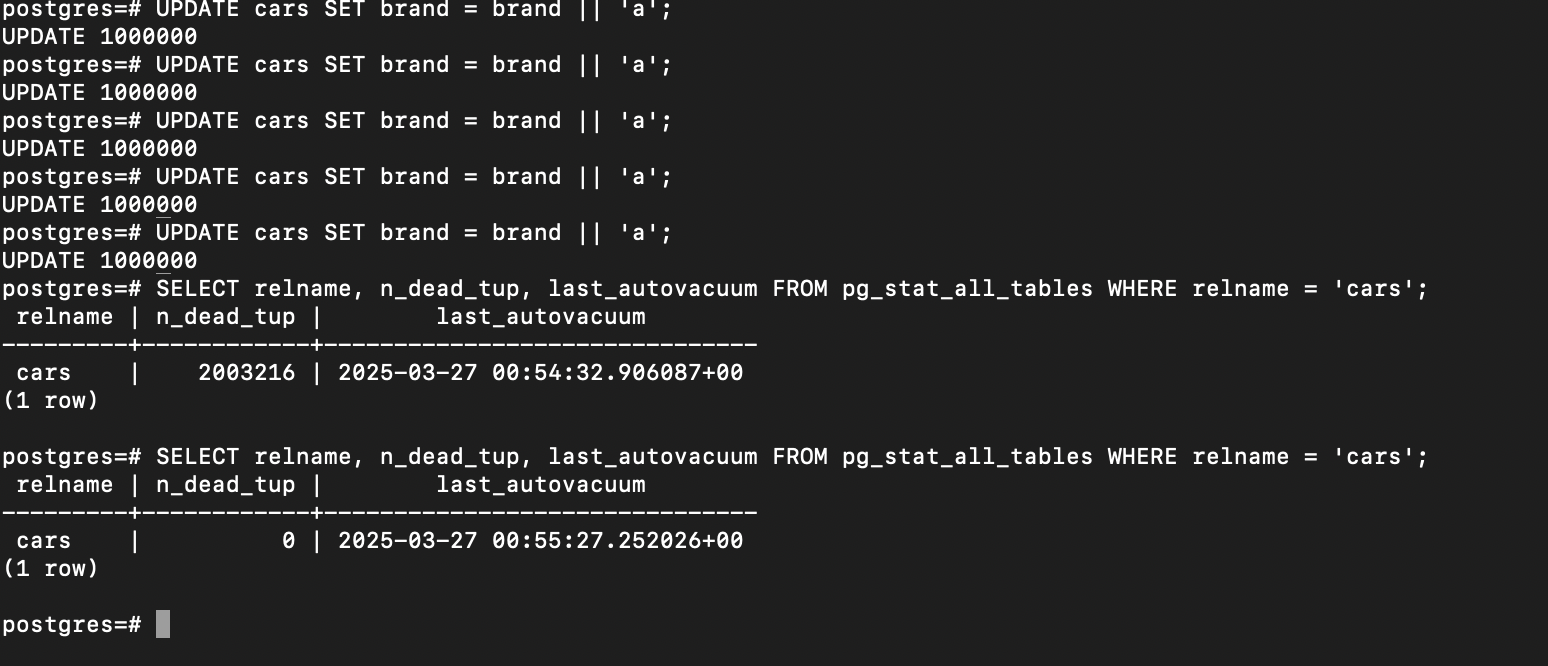 postgres=# UPDATE cars SET brand = brand || 'a';
UPDATE 1000000
postgres=# UPDATE cars SET brand = brand || 'a';
UPDATE 1000000
postgres=# UPDATE cars SET brand = brand || 'a';
UPDATE 1000000
postgres=# UPDATE cars SET brand = brand || 'a';
UPDATE 1000000
postgres=# UPDATE cars SET brand = brand || 'a';
UPDATE 1000000
postgres=# SELECT relname, n_dead_tup, last_autovacuum FROM pg_stat_all_tables WHERE relname = 'cars';
 relname | n_dead_tup |        last_autovacuum
---------+------------+-------------------------------
 cars    |    2003216 | 2025-03-27 00:54:32.906087+00
(1 row)
postgres=# SELECT relname, n_dead_tup, last_autovacuum FROM pg_stat_all_tables WHERE relname = 'cars';
 relname | n_dead_tup |        last_autovacuum
---------+------------+-------------------------------
 cars    |          0 | 2025-03-27 00:55:27.252026+00
(1 row)
postgres=#